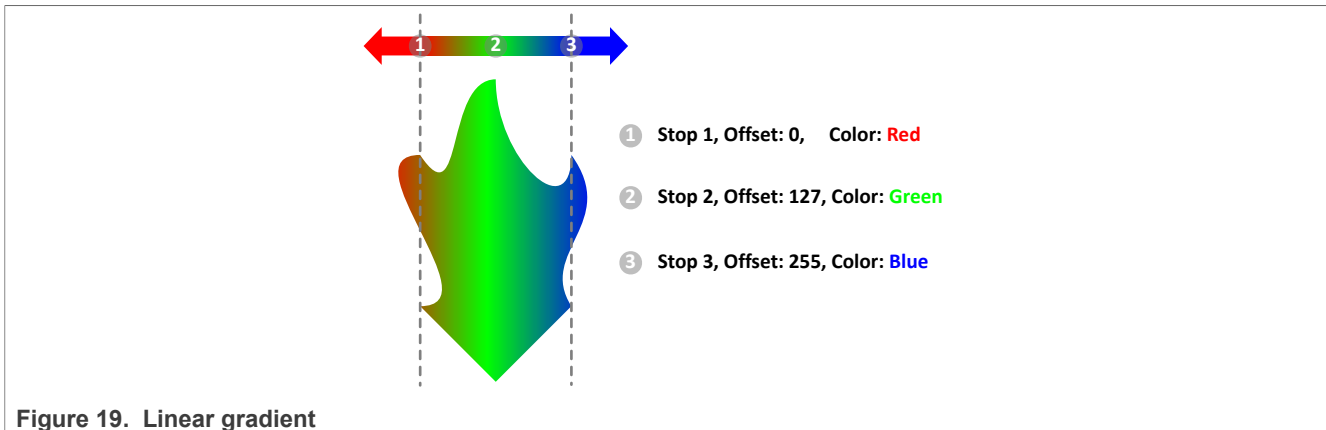 1 2 3
1 Stop 1, Offset: 0, Color: Red
2 Stop 2, Offset: 127, Color: Green
3 Stop 3, Offset: 255, Color: Blue
Figure 19. Linear gradient